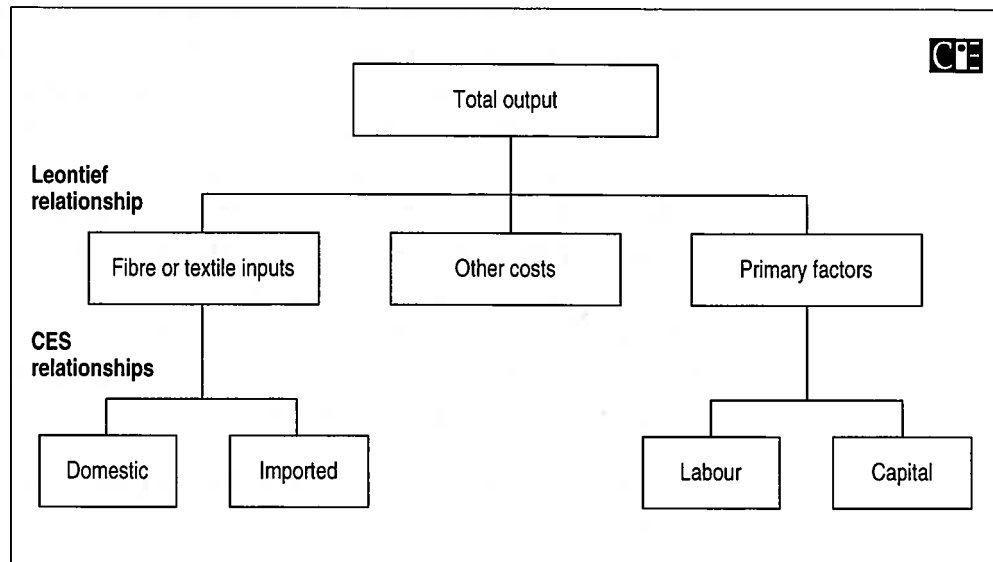 CIE
Total output
Leontief
relationship
Fibre or textile inputs
Other costs
Primary factors
CES
relationships
Domestic
Imported
Labour
Capital